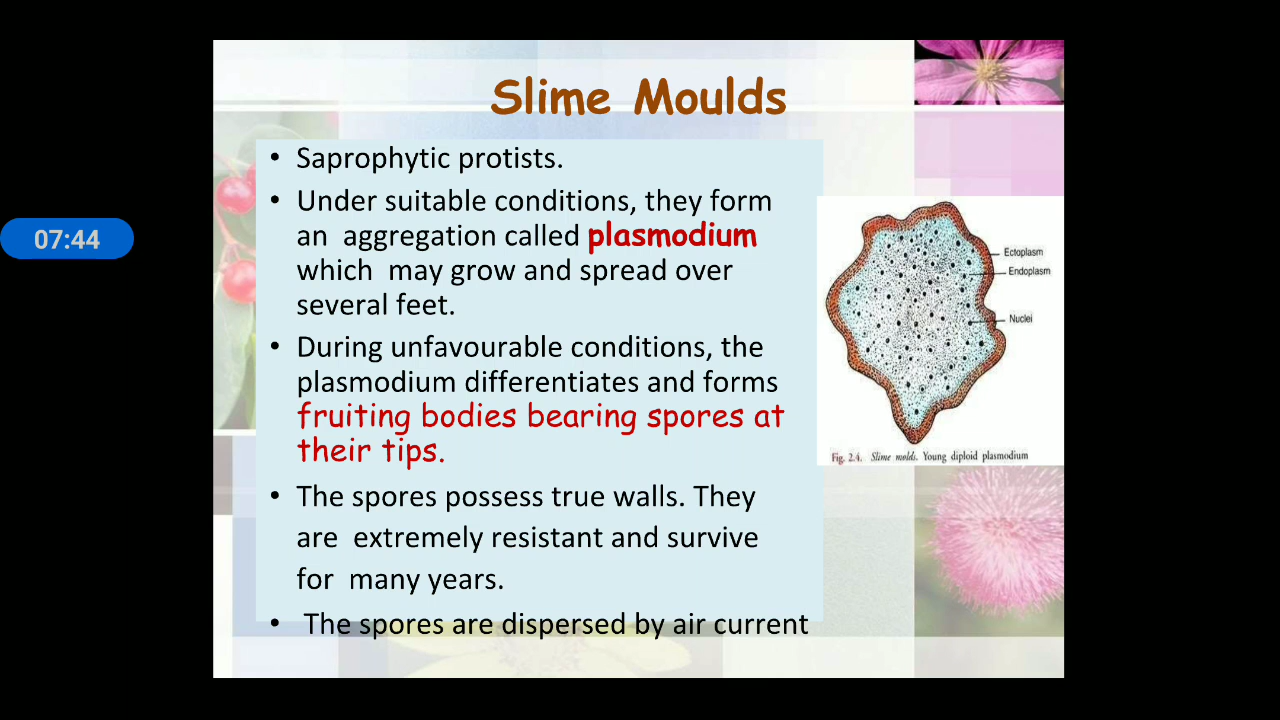 Slime Moulds
• Saprophytic protists.
• Under suitable conditions, they form
an aggregation called plasmodium
which may grow and spread over
several feet.
• During unfavourable conditions, the
plasmodium differentiates and forms
fruiting bodies bearing spores at
their tips.
• The spores possess true walls. They
are extremely resistant and survive
for many years.
• The spores are dispersed by air current
07:44
Ectoplasm
Endoplasm
Nuclei
Fig. 2.4. Slime molds. Young diploid plasmodium